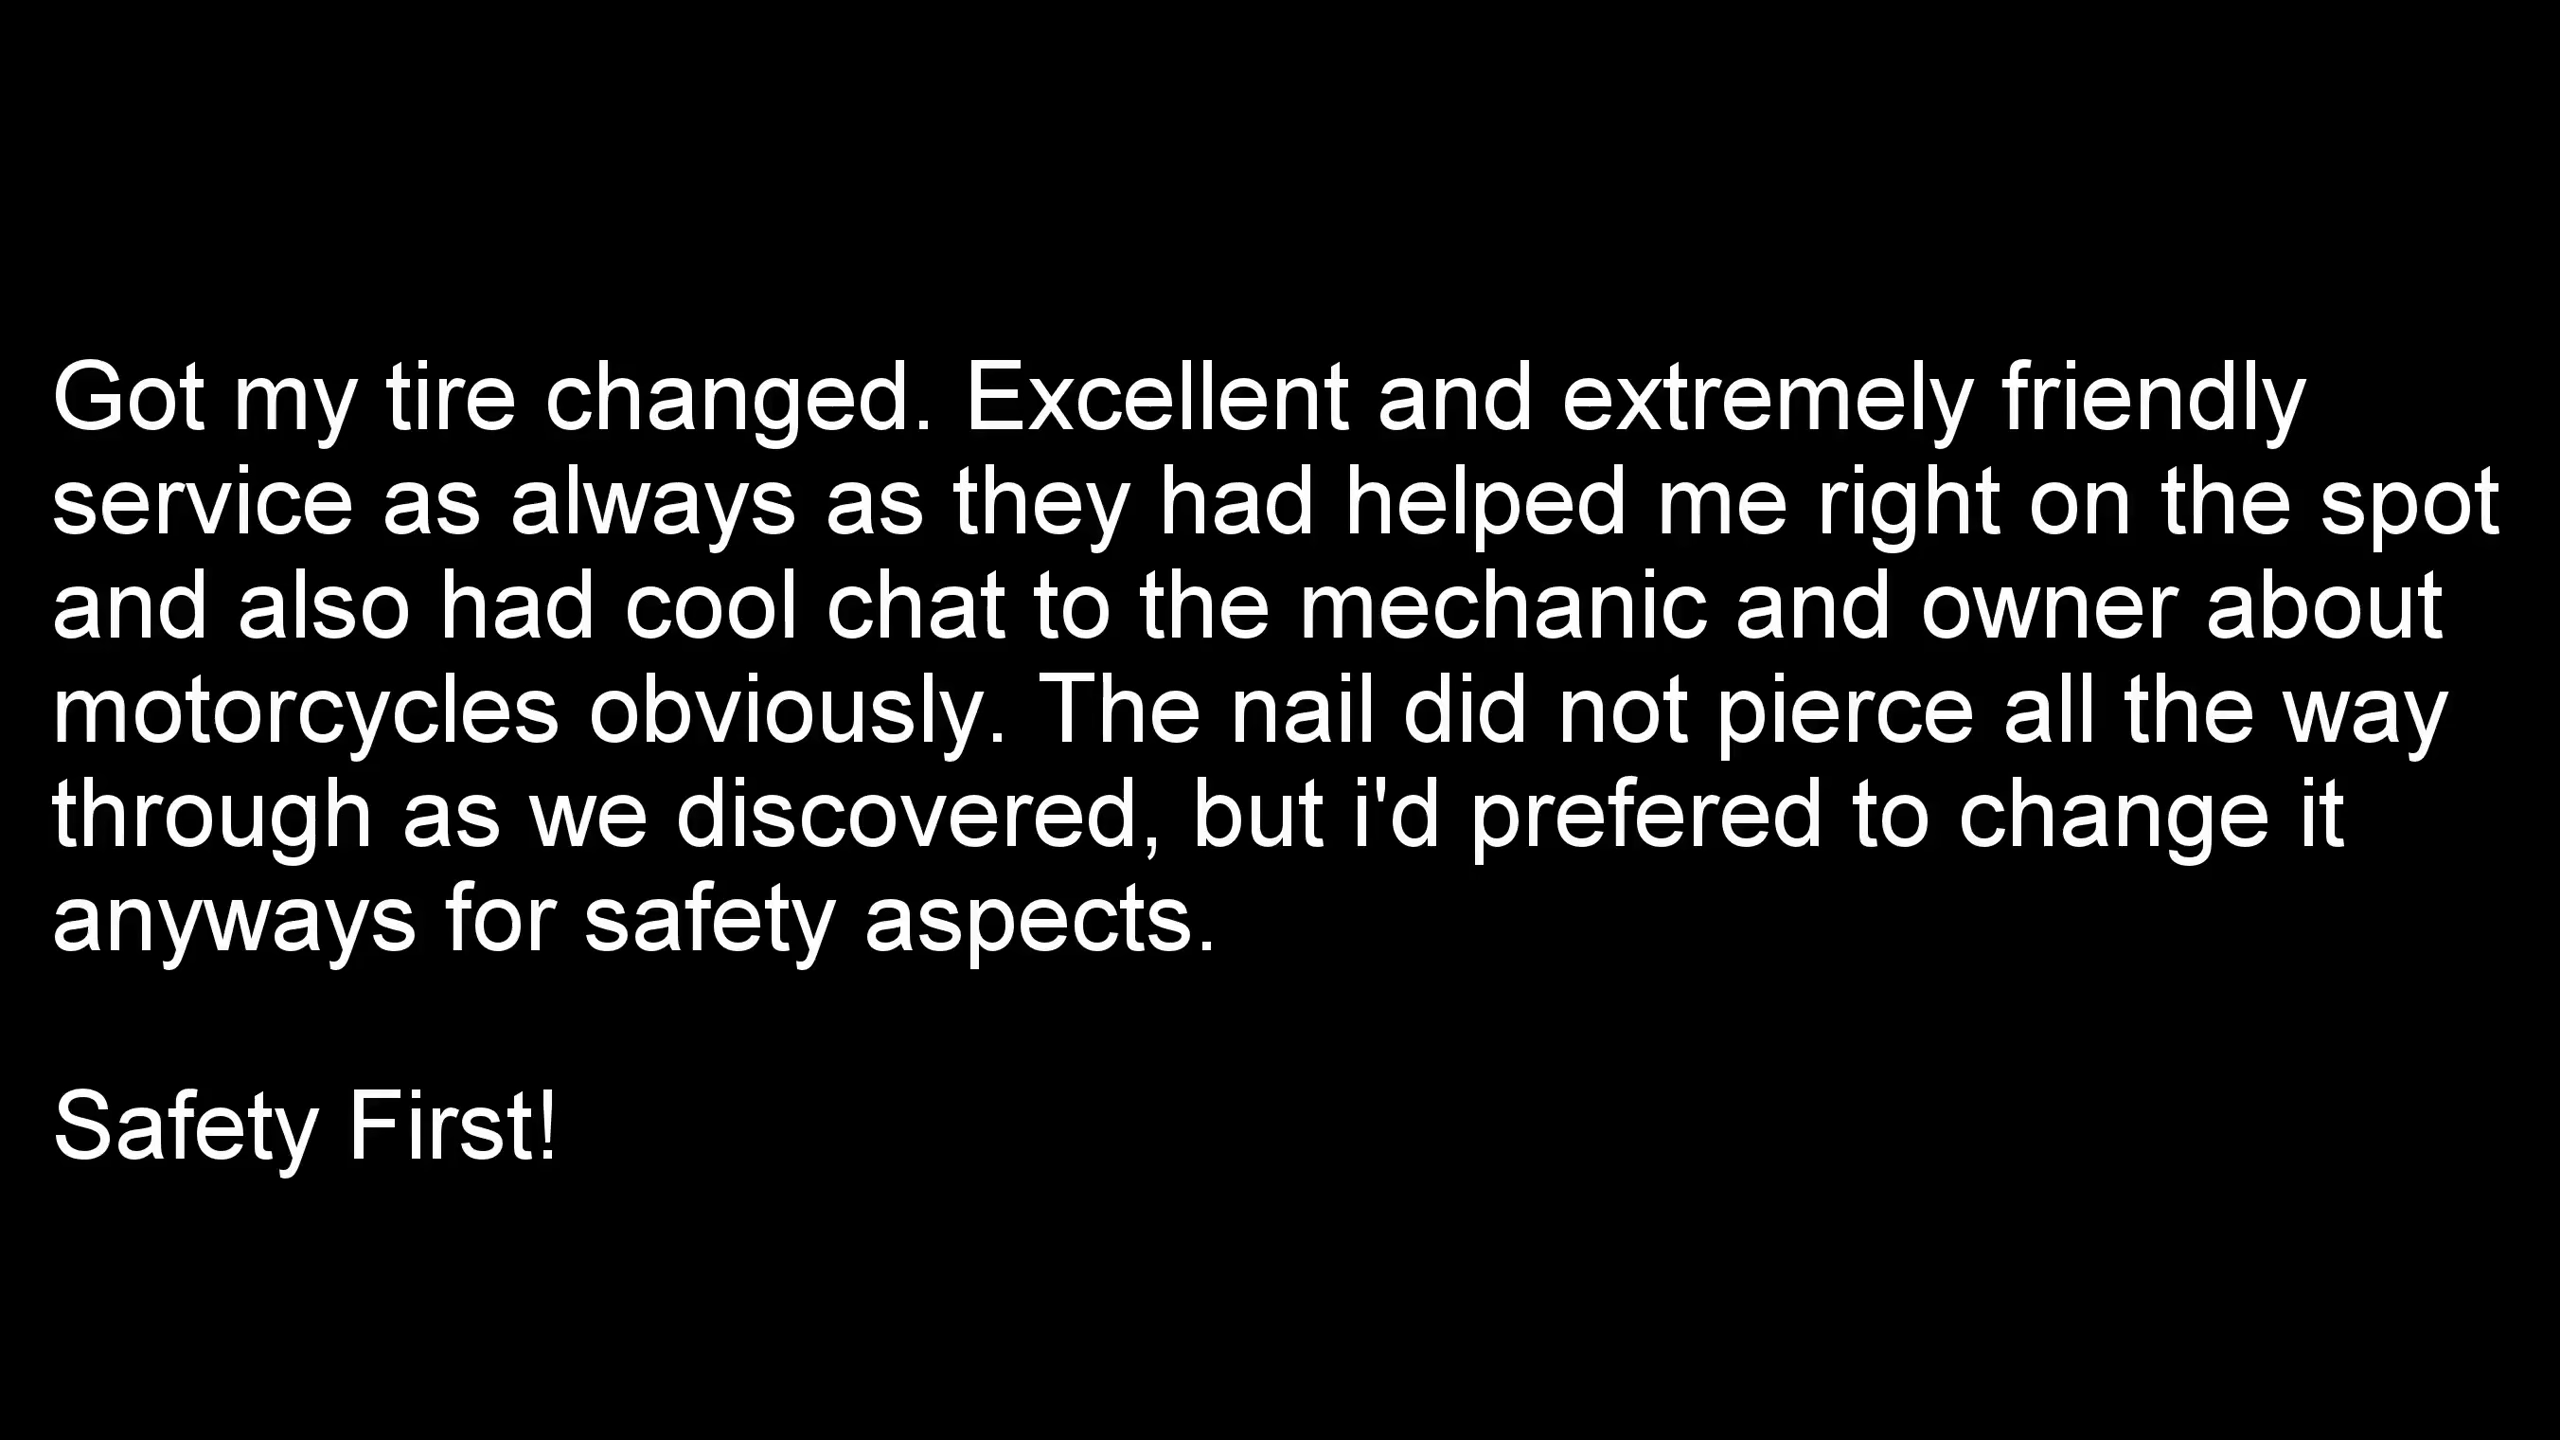 Got my tire changed. Excellent and extremely friendly
service as always as they had helped me right on the spot
and also had cool chat to the mechanic and owner about
motorcycles obviously. The nail did not pierce all the way
through as we discovered, but i'd prefered to change it
anyways for safety aspects.
Safety First!